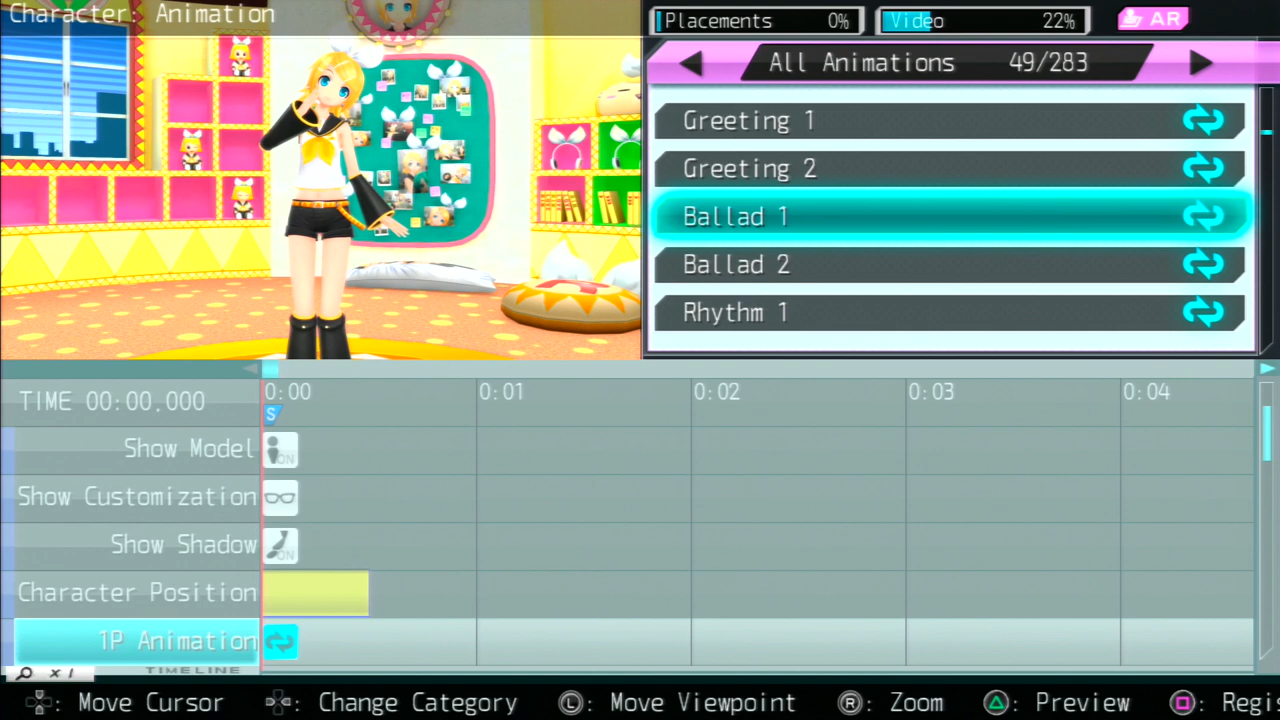 Character: Animation
Placements 0%
Video 22%
AR
All Animations 49/283
Greeting 1
Greeting 2
Ballad 1
Ballad 2
Rhythm 1
TIME 00:00.000
0:00 0:01 0:02 0:03 0:04
S
Show Model
ON
Show Customization
Show Shadow
ON
Character Position
1P Animation
x1
TIMELINE
: Move Cursor : Change Category L: Move Viewpoint R: Zoom : Preview : Regi